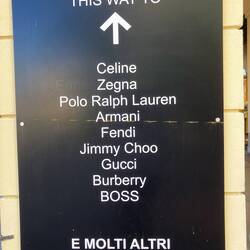 THIS WAY TO
Celine
Zegna
Polo Ralph Lauren
Armani
Fendi
Jimmy Choo
Gucci
Burberry
BOSS
E MOLTI ALTRI